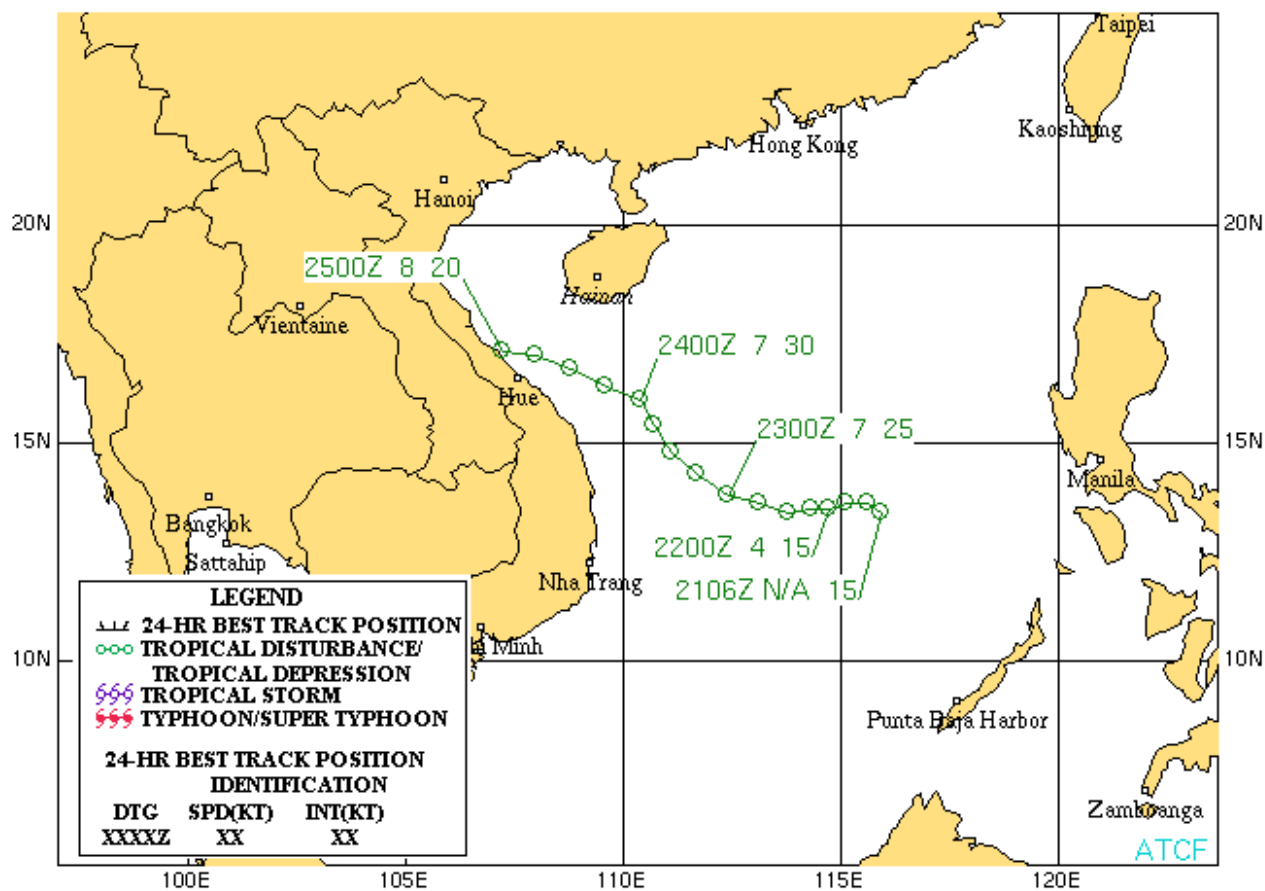 Taipei
Kaoshiung
Hong Kong
Hanoi
20N
20N
2500Z 8 20
Hainan
Vientaine
2400Z 7 30
Hue
2300Z 7 25
15N
15N
Manila
Bangkok
2200Z 4 15
Sattahip
Nha Trang
2106Z N/A 15
LEGEND
24-HR BEST TRACK POSITION
TROPICAL DISTURBANCE/
TROPICAL DEPRESSION
TROPICAL STORM
TYPHOON/SUPER TYPHOON
24-HR BEST TRACK POSITION
IDENTIFICATION
DTG SPD(KT) INT(KT)
XXXXZ XX XX
Minh
10N
10N
Punta Baja Harbor
Zamboanga
ATCF
100E 105E 110E 115E 120E